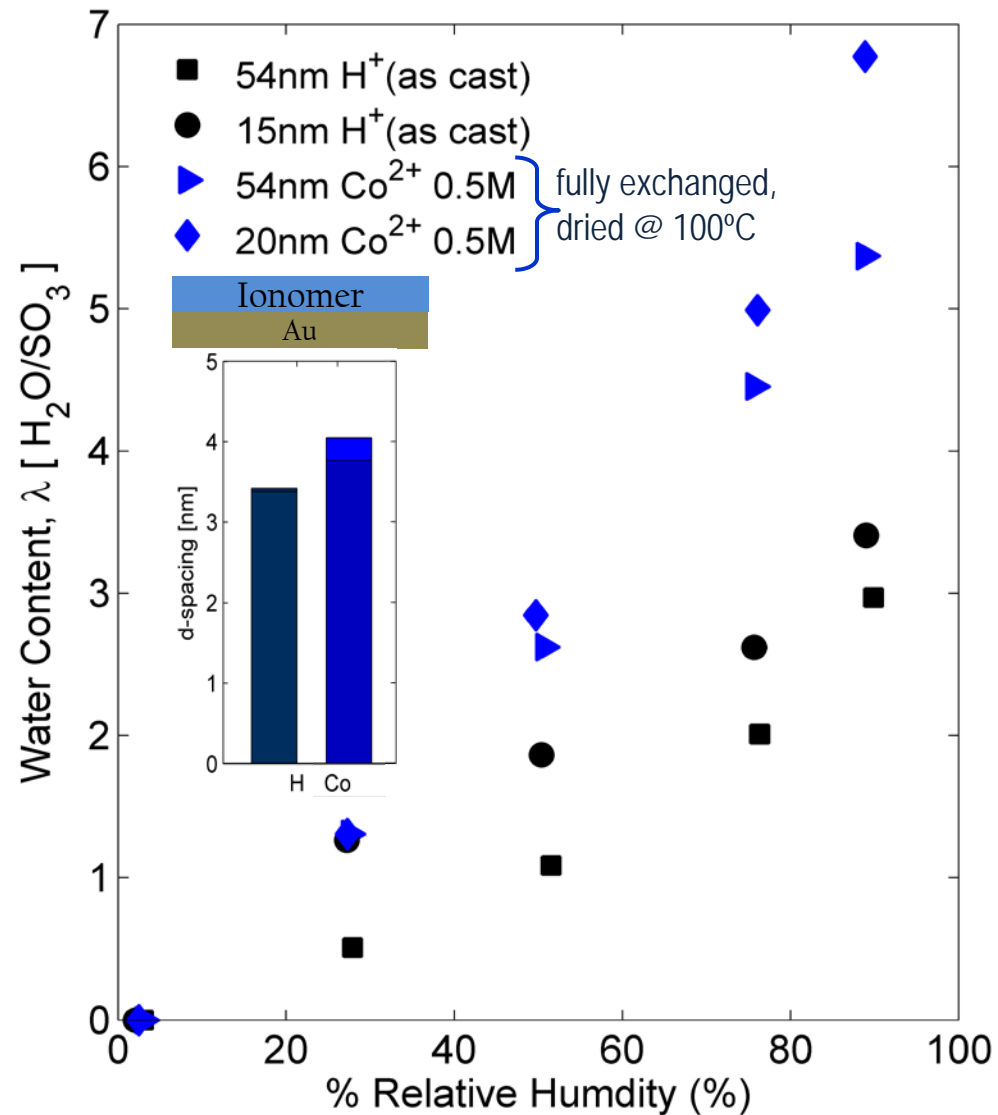 7
6
5
4
3
2
1
0
Water Content, λ [ H₂O/SO₃ ]
54nm H⁺(as cast)
15nm H⁺(as cast)
54nm Co²⁺ 0.5M
20nm Co²⁺ 0.5M
fully exchanged,
dried @ 100ºC
Ionomer
Au
5
4
3
2
1
0
d-spacing [nm]
H Co
0 20 40 60 80 100
% Relative Humdity (%)